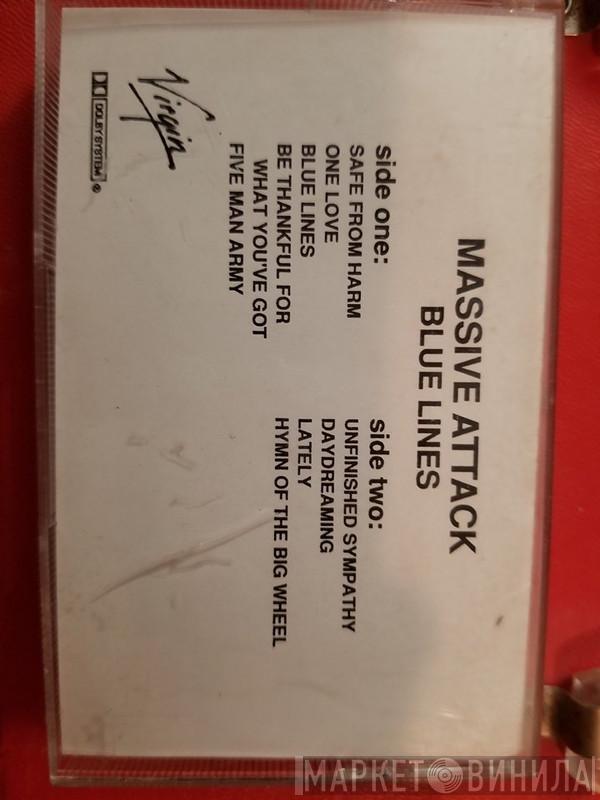 MASSIVE ATTACK
BLUE LINES
side one:
SAFE FROM HARM
ONE LOVE
BLUE LINES
BE THANKFUL FOR
WHAT YOU'VE GOT
FIVE MAN ARMY
side two:
UNFINISHED SYMPATHY
DAYDREAMING
LATELY
HYMN OF THE BIG WHEEL
Virgin
DOLBY SYSTEM ®
МАРКЕТ ВИНИЛА